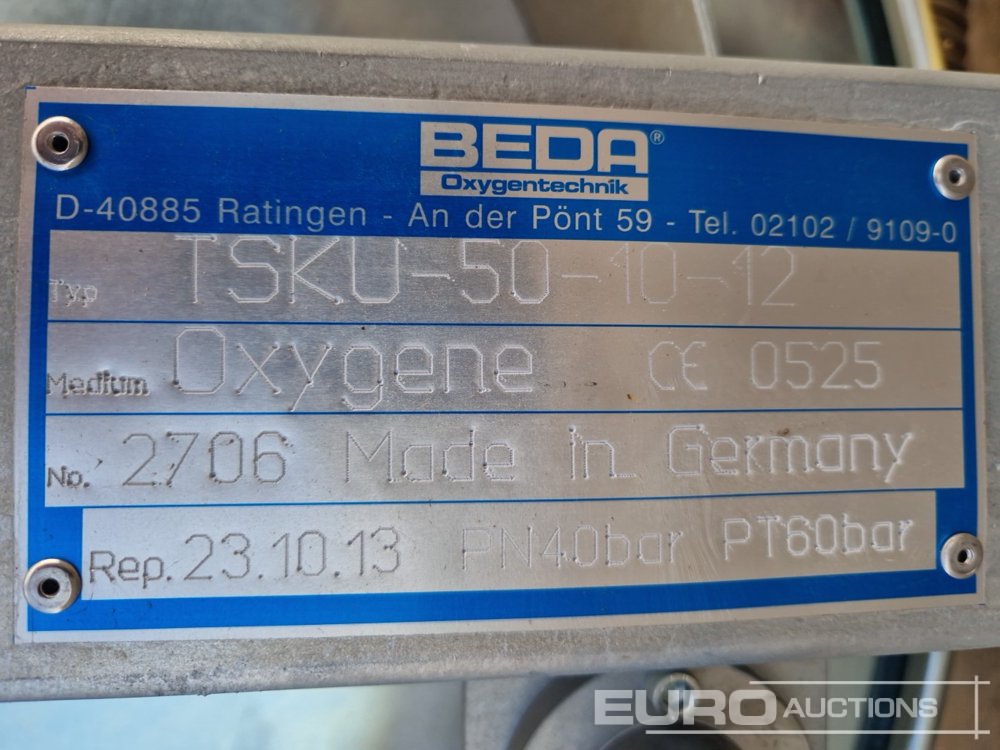 BEDA®
Oxygentechnik
D-40885 Ratingen - An der Pönt 59 - Tel. 02102 / 9109-0
Typ TSKU-50-10-12
Medium Oxygene CE 0525
No. 2706 Made in Germany
Rep. 23.10.13 PN40bar PT60bar
EURO AUCTIONS